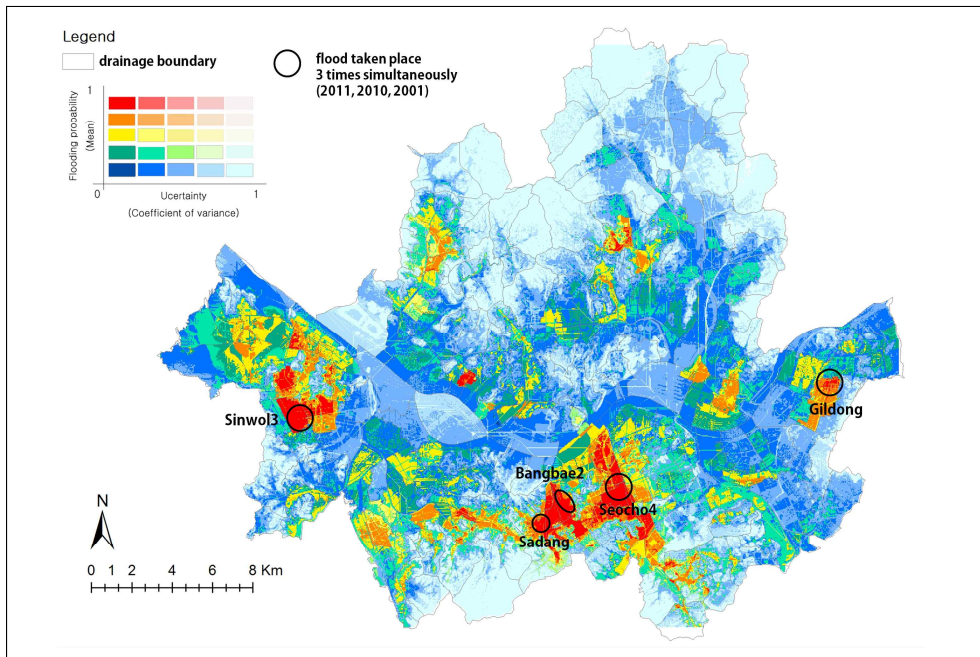 Legend
drainage boundary
flood taken place
3 times simultaneously
(2011, 2010, 2001)
1
Flooding probability
(Mean)
0
Ucertainty
1
(Coefficient of variance)
Sinwol3
Gildong
Bangbae2
Seocho4
Sadang
N
0 1 2 4 6 8 Km